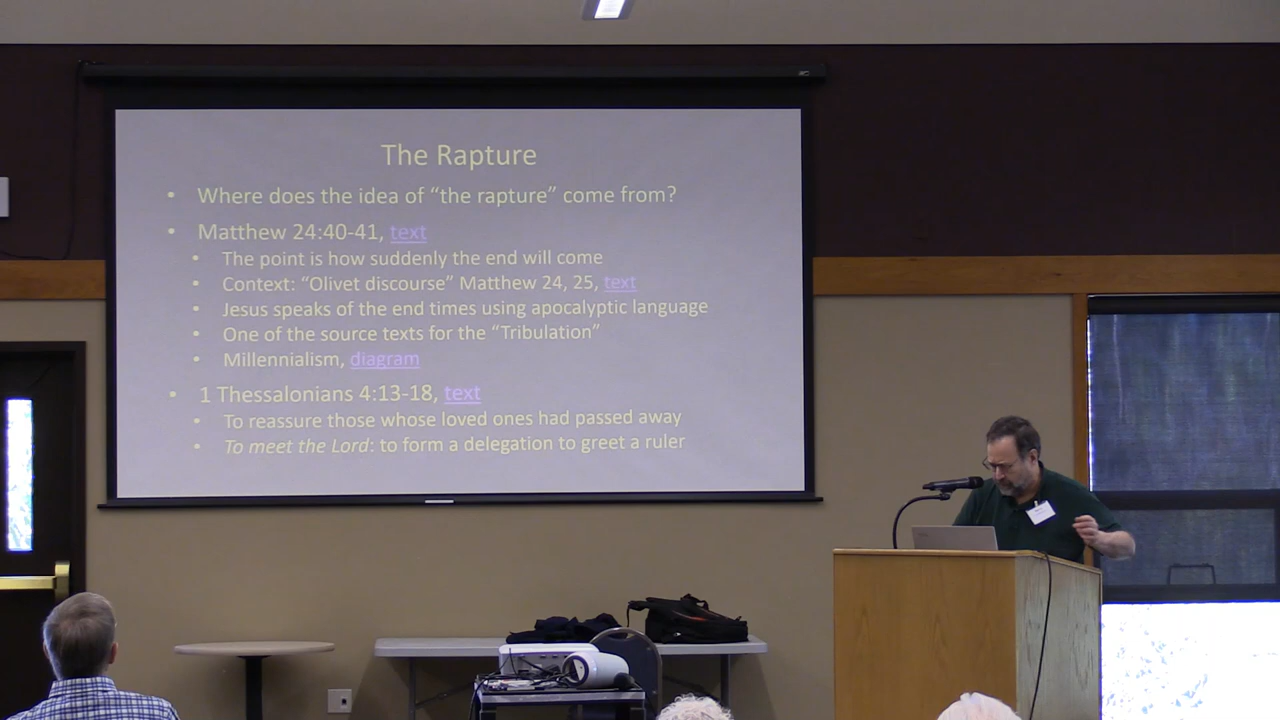 The Rapture
• Where does the idea of “the rapture” come from?
• Matthew 24:40-41, text
• The point is how suddenly the end will come
• Context: “Olivet discourse” Matthew 24, 25, text
• Jesus speaks of the end times using apocalyptic language
• One of the source texts for the “Tribulation”
• Millennialism, diagram
• 1 Thessalonians 4:13-18, text
• To reassure those whose loved ones had passed away
• To meet the Lord: to form a delegation to greet a ruler